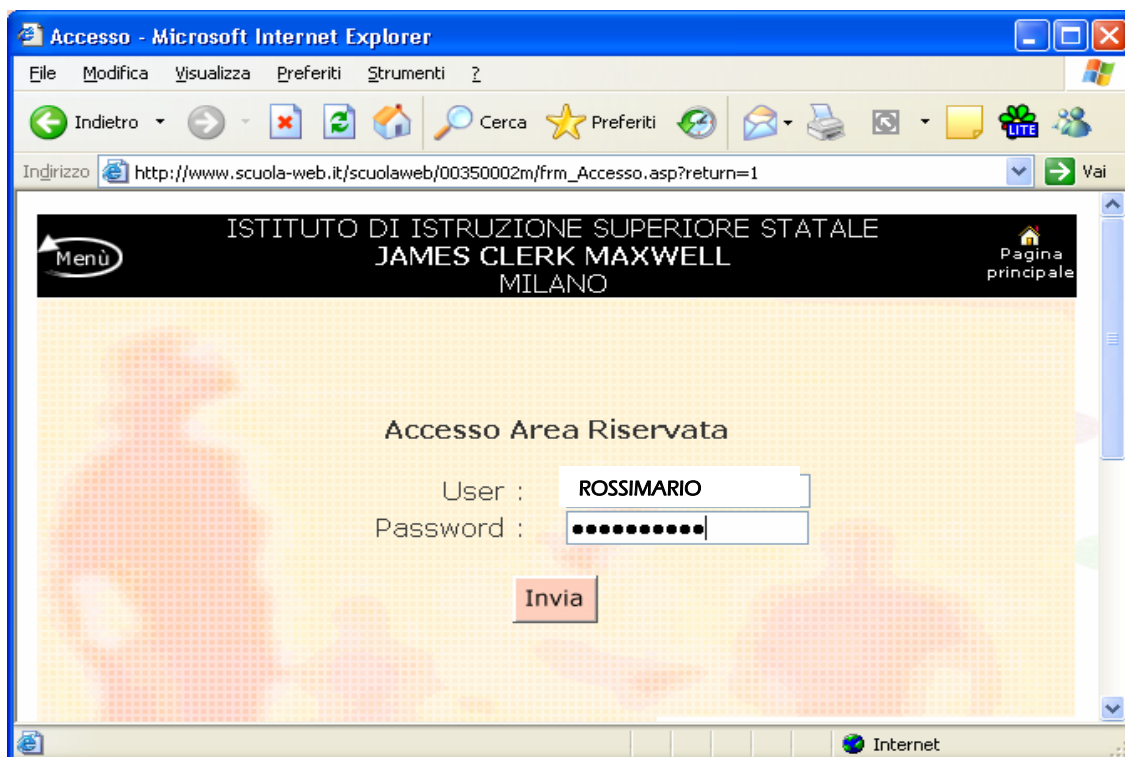 Accesso - Microsoft Internet Explorer
File Modifica Visualizza Preferiti Strumenti ?
Indietro Cerca Preferiti LITE
Indirizzo http://www.scuola-web.it/scuolaweb/00350002m/frm_Accesso.asp?return=1 Vai
ISTITUTO DI ISTRUZIONE SUPERIORE STATALE
Menù JAMES CLERK MAXWELL Pagina principale
MILANO
Accesso Area Riservata
User : ROSSIMARIO
Password : ••••••••••
Invia
Internet